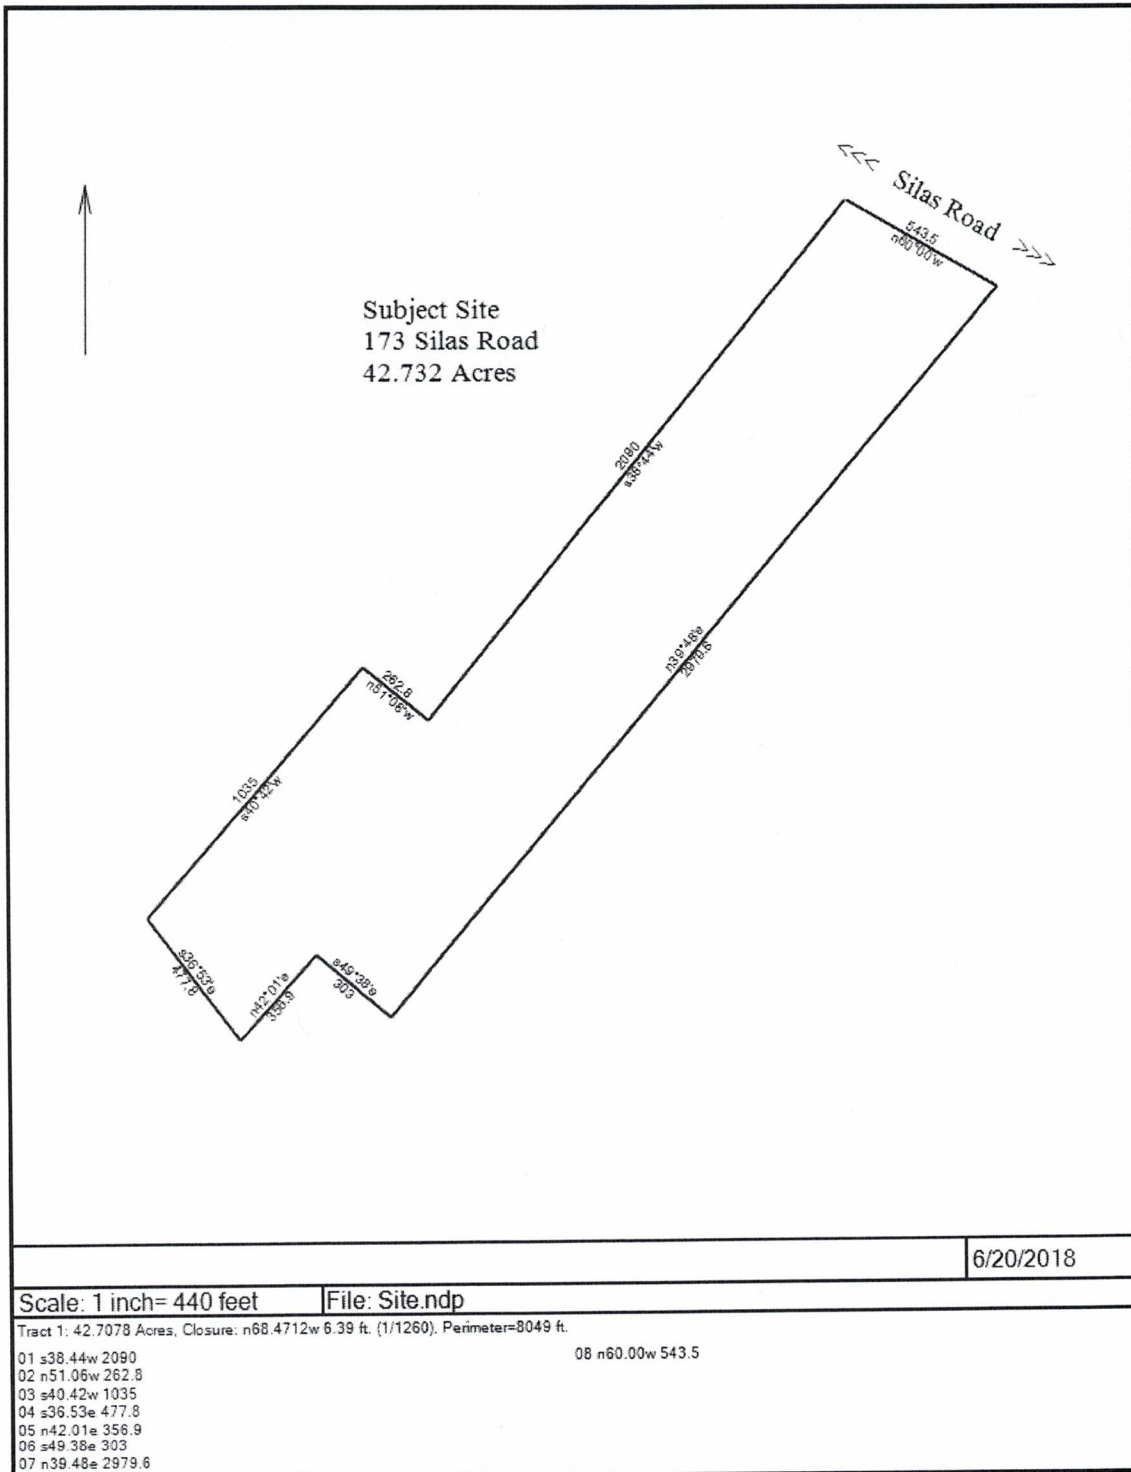 <<< Silas Road >>>
543.5
n60°00'w
Subject Site
173 Silas Road
42.732 Acres
2090
s38°44'w
n39°48'e
2979.6
262.8
n51°06'w
1035
s40°42'w
s36°53'e
477.8
n42°01'e
356.9
s49°38'e
303
6/20/2018
Scale: 1 inch= 440 feet
File: Site.ndp
Tract 1: 42.7078 Acres, Closure: n68.4712w 6.39 ft. (1/1260), Perimeter=8049 ft.
01 s38.44w 2090
02 n51.06w 262.8
03 s40.42w 1035
04 s36.53e 477.8
05 n42.01e 356.9
06 s49.38e 303
07 n39.48e 2979.6
08 n60.00w 543.5